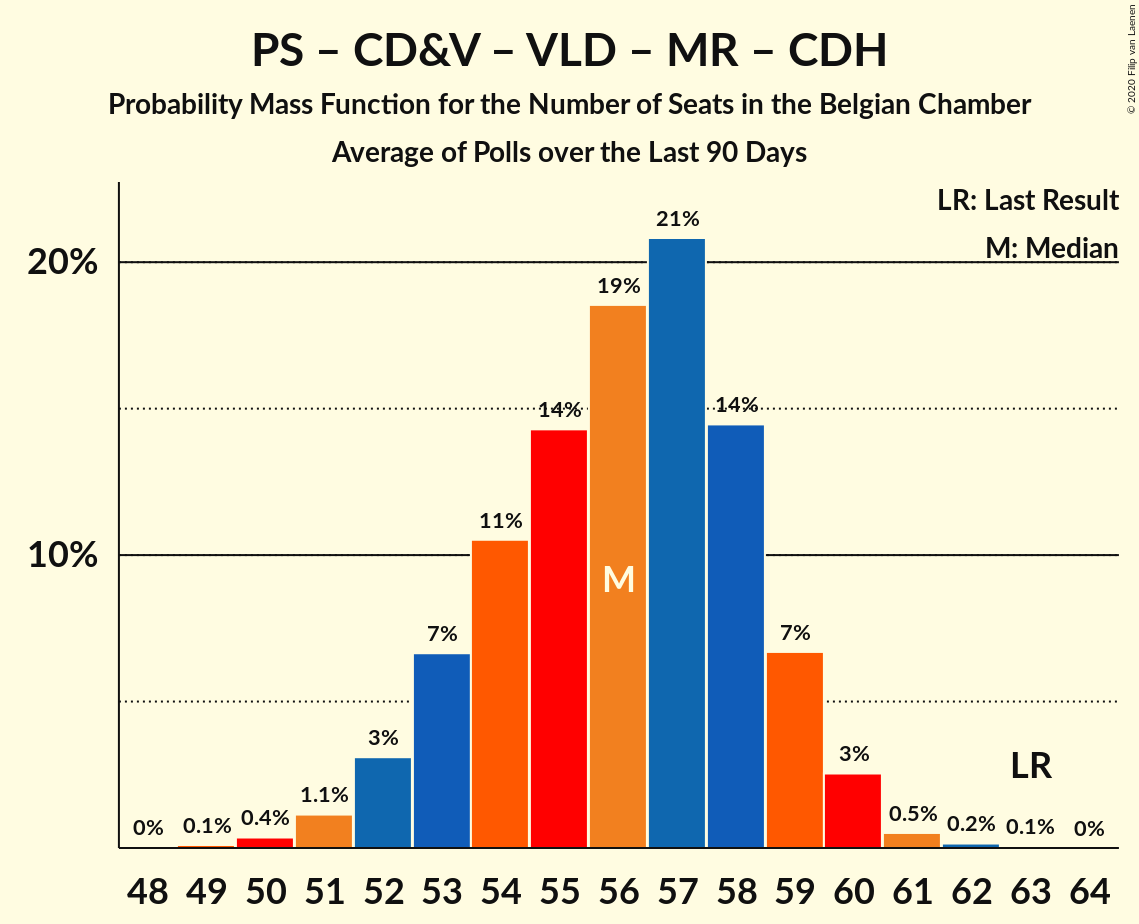 PS – CD&V – VLD – MR – CDH
Probability Mass Function for the Number of Seats in the Belgian Chamber
Average of Polls over the Last 90 Days
© 2020 Filip van Laenen
LR: Last Result
M: Median
20%
10%
0%
0.1%
0.4%
1.1%
3%
7%
11%
14%
19%
21%
14%
7%
3%
0.5%
0.2%
0.1%
0%
M
LR
48 49 50 51 52 53 54 55 56 57 58 59 60 61 62 63 64